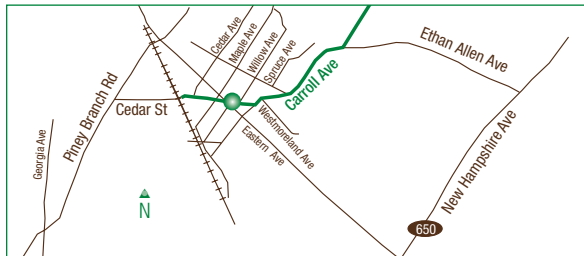 Cedar Ave
Maple Ave
Willow Ave
Spruce Ave
Ethan Allen Ave
Carroll Ave
Piney Branch Rd
Cedar St
Georgia Ave
Westmoreland Ave
Eastern Ave
New Hampshire Ave
N
650